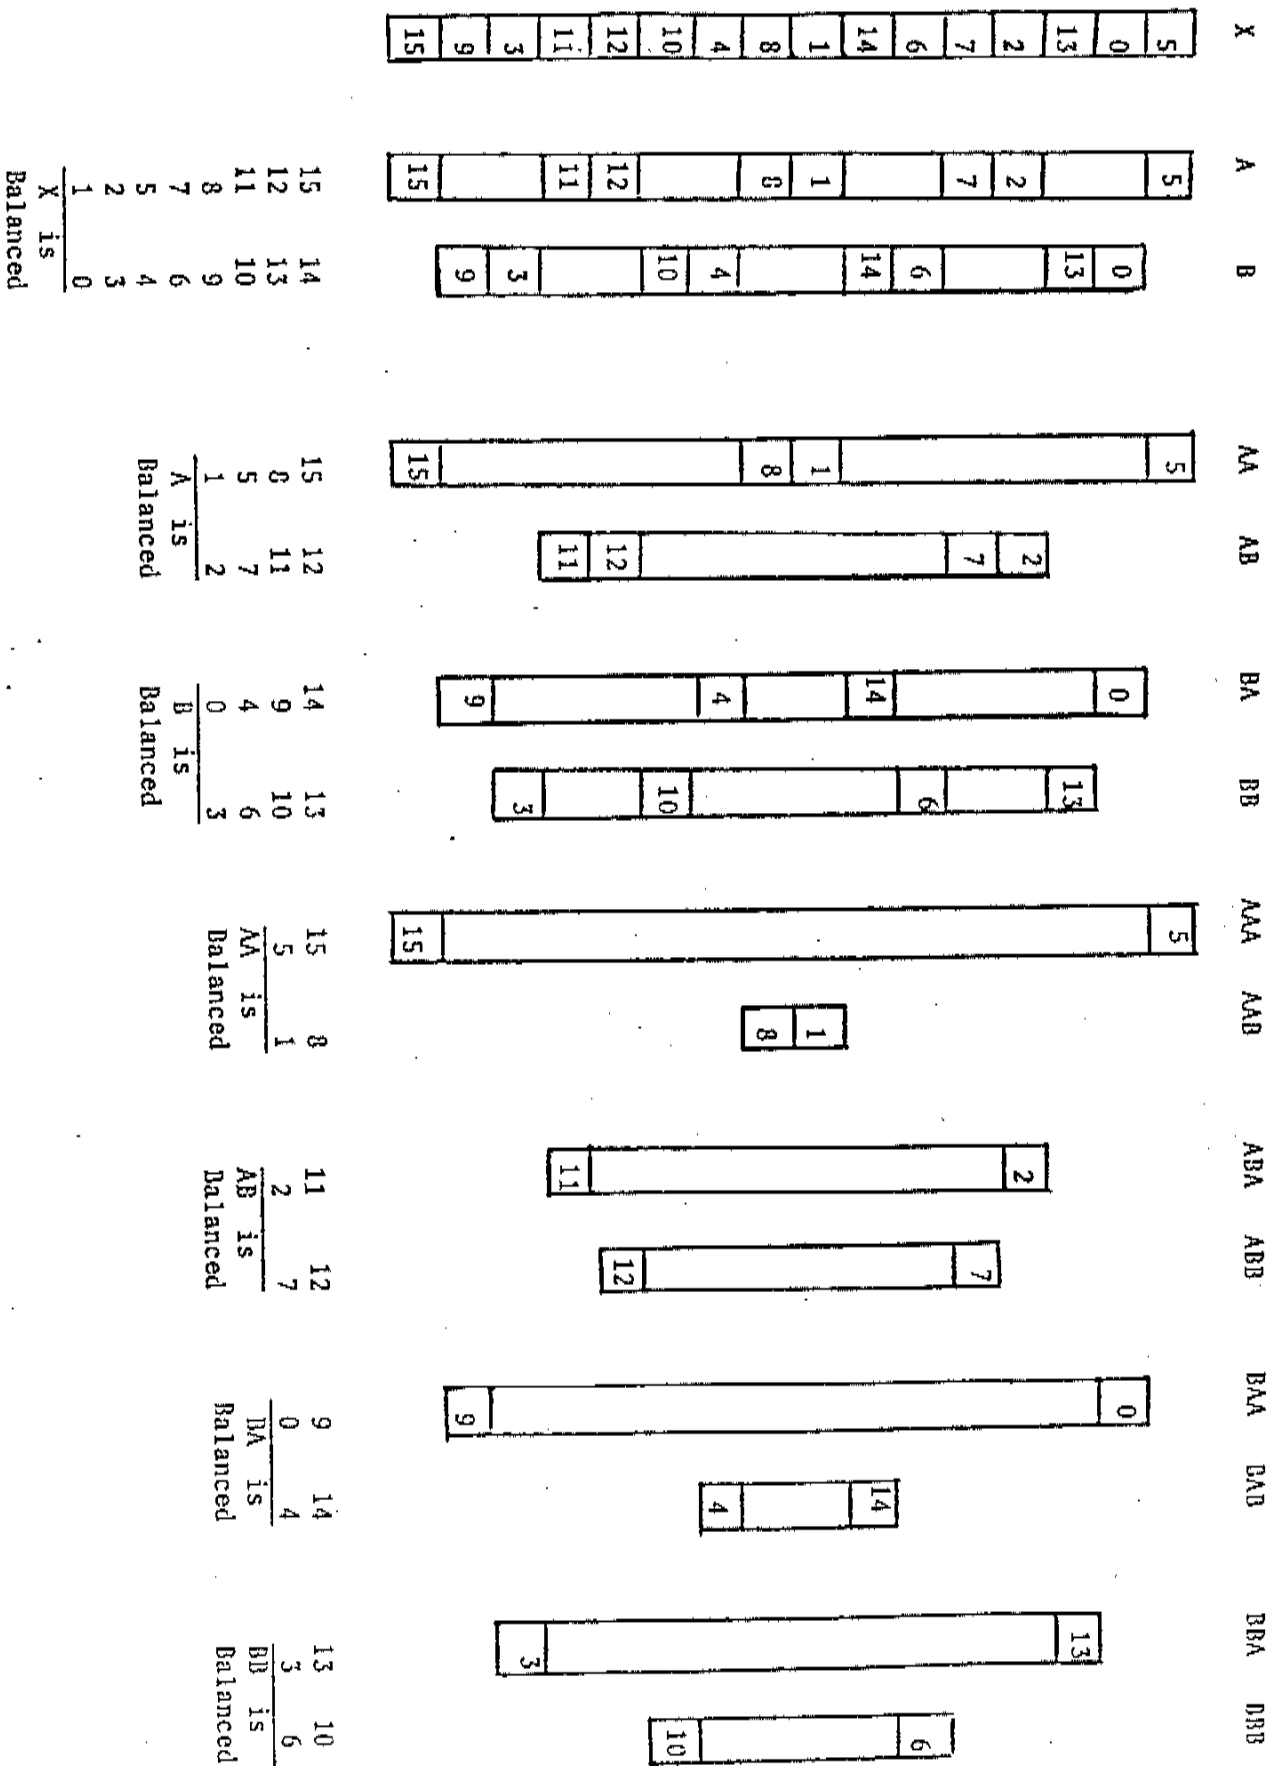 X A B AA AB BA BB AAA AAB ABA ABB BAA BAB BBA BBB
5 5 5 5
0 0 0 0
13 13 13 13
2 2 2 2
7 7 7 7
6 6 6 6
14 14 14 14
1 1 1 1
8 8 8 8
4 4 4 4
10 10 10 10
12 12 12 12
11 11 11 11
3 3 3 3
9 9 9 9
15 15 15 15
15 14 15 12 14 13 15 8 11 12 9 14 13 10
12 13 8 11 9 10 5 1 2 7 0 4 3 6
11 10 5 7 4 6 AA is AB is BA is BB is
8 9 1 2 0 3 Balanced Balanced Balanced Balanced
7 6 A is B is
5 4 Balanced Balanced
2 3
1 0
X is
Balanced